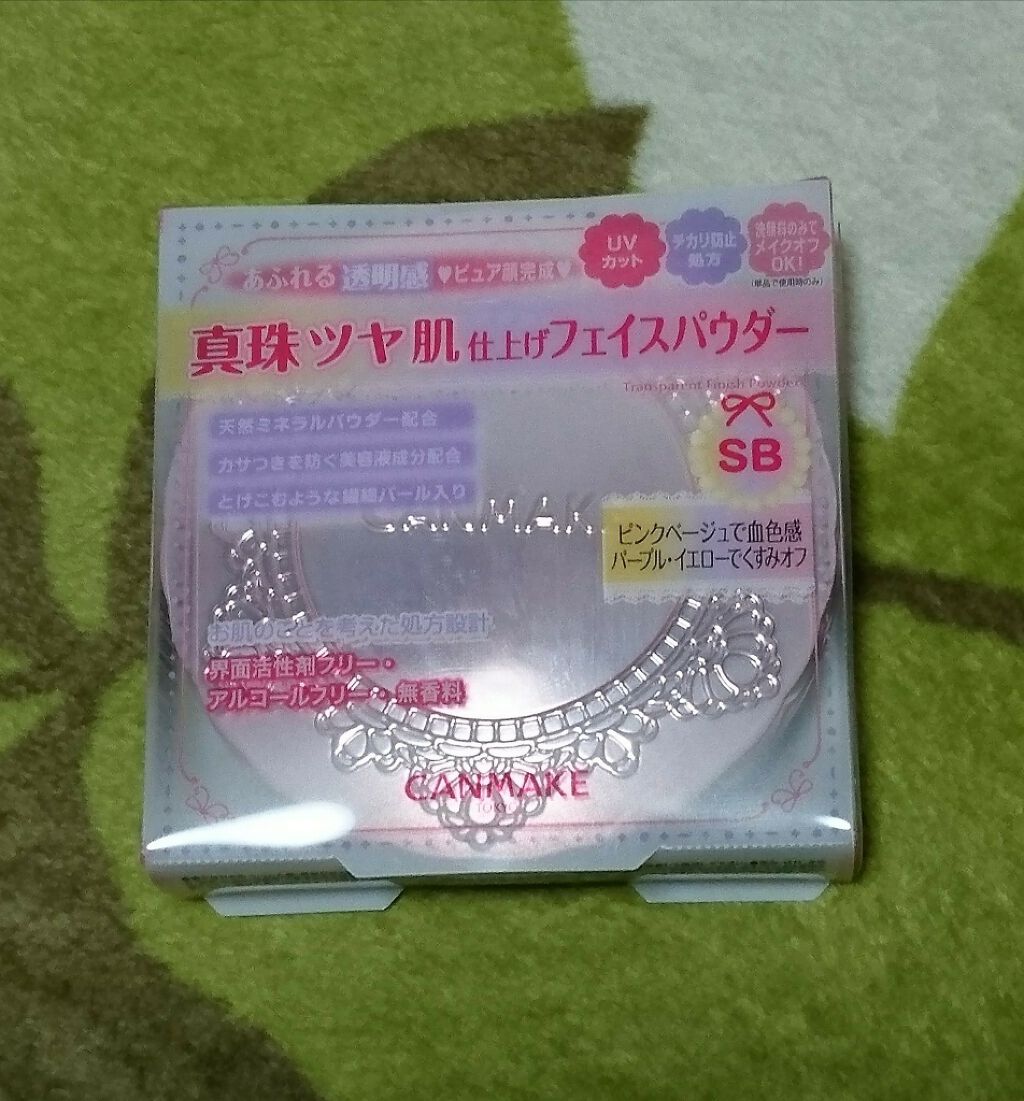 UV
カット
テカリ防止
処方
洗顔料のみで
メイクオフ
OK!
(単品で使用時のみ)
あふれる 透明感 ♥ピュア顔完成♥
真珠ツヤ肌 仕上げフェイスパウダー
Transparent Finish Powder
SB
天然ミネラルパウダー配合
カサつきを防ぐ美容液成分配合
とけこむような繊細パール入り
CANMAK
ピンクベージュで血色感
パープル・イエローでくすみオフ
お肌のことを考えた処方設計
界面活性剤フリー・
アルコールフリー・無香料
CANMAKE
TOKYO